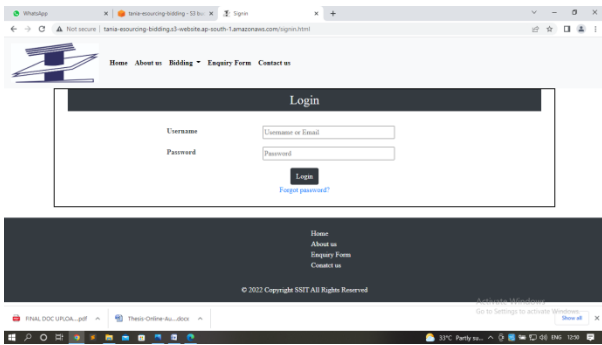 WhatsApp
tania-esourcing-bidding - S3 buc
Signin
Not secure | tania-esourcing-bidding.s3-website.ap-south-1.amazonaws.com/signin.html
Home About us Bidding Enquiry Form Contact us
Login
Username
Username or Email
Password
Password
Login
Forgot password?
Home
About us
Enquiry Form
Conatct us
© 2022 Copyright SSIT All Rights Reserved
Activate Windows
Go to Settings to activate Windows.
FINAL DOC UPLOA....pdf
Thesis-Online-Au....docx
Show all
33°C Partly su...
ENG
12:50